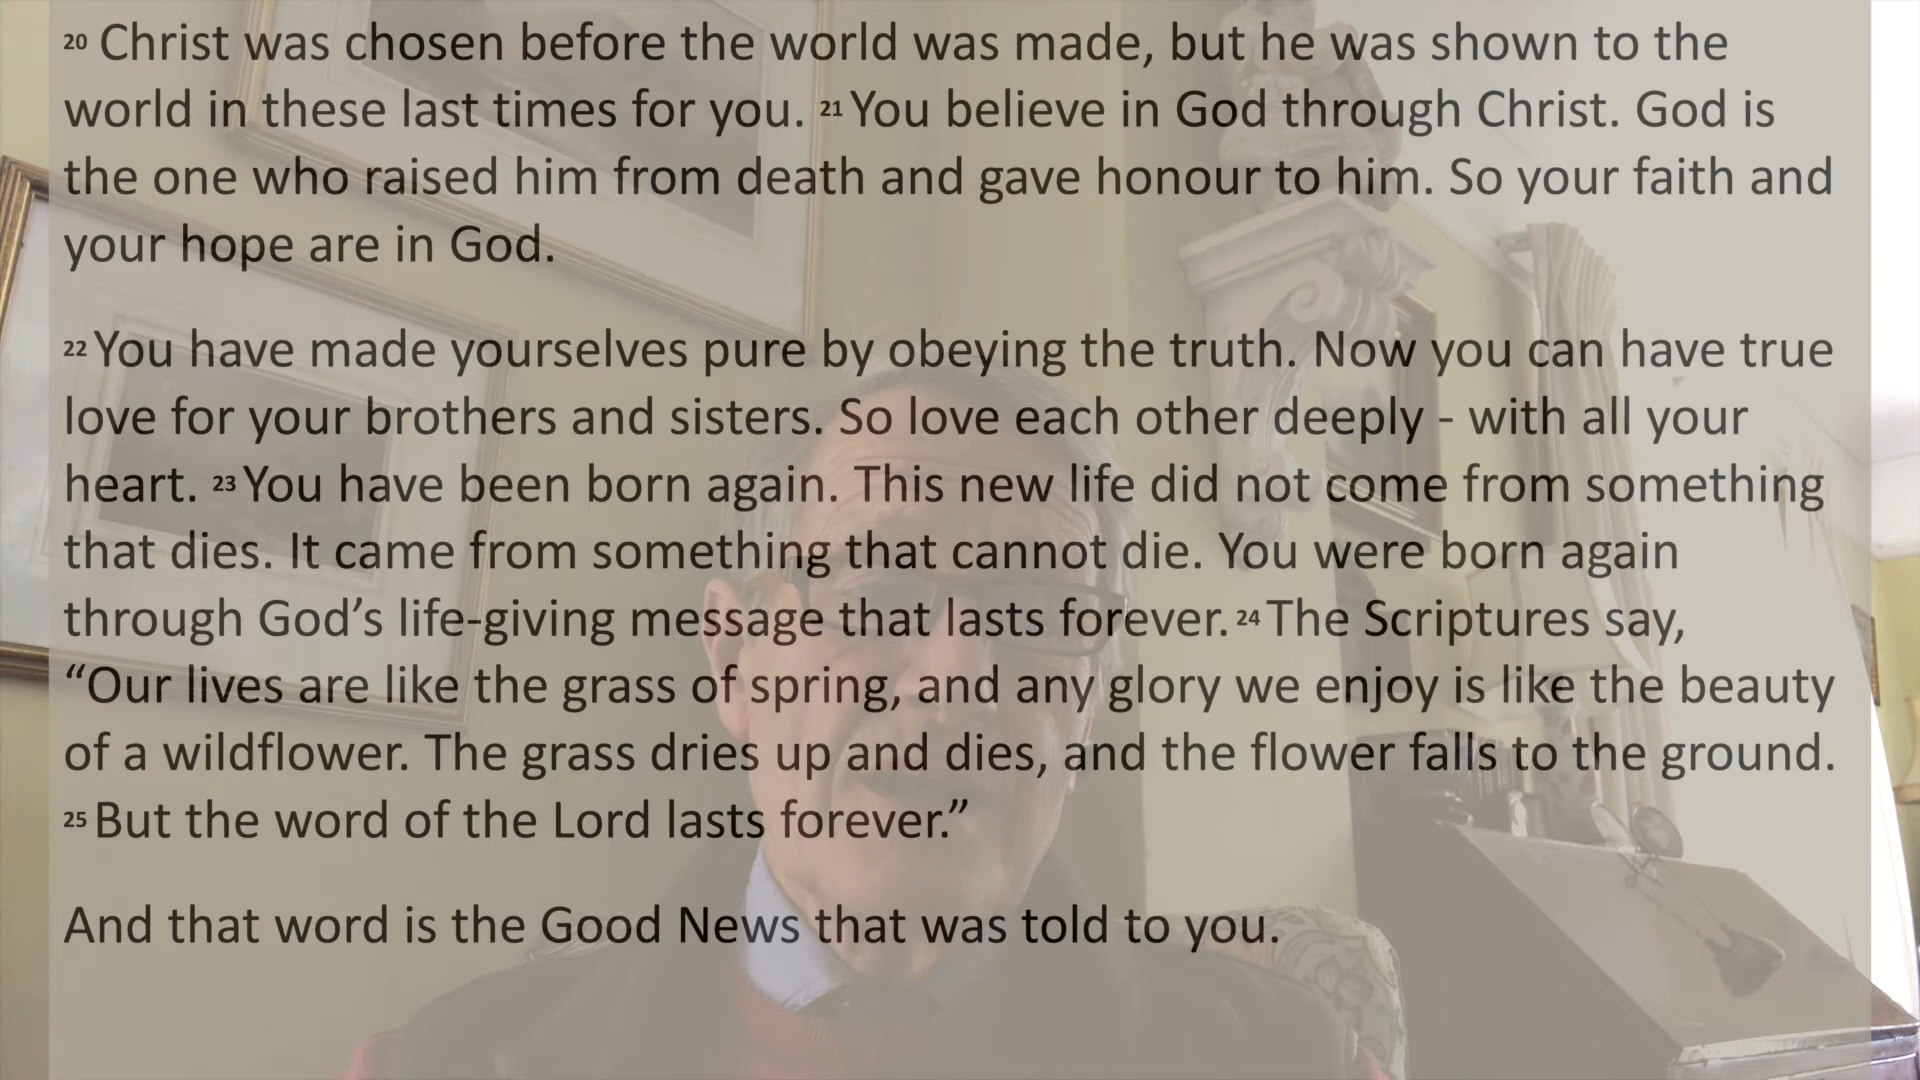 20 Christ was chosen before the world was made, but he was shown to the
world in these last times for you. 21 You believe in God through Christ. God is
the one who raised him from death and gave honour to him. So your faith and
your hope are in God.
22 You have made yourselves pure by obeying the truth. Now you can have true
love for your brothers and sisters. So love each other deeply - with all your
heart. 23 You have been born again. This new life did not come from something
that dies. It came from something that cannot die. You were born again
through God’s life-giving message that lasts forever. 24 The Scriptures say,
“Our lives are like the grass of spring, and any glory we enjoy is like the beauty
of a wildflower. The grass dries up and dies, and the flower falls to the ground.
25 But the word of the Lord lasts forever.”
And that word is the Good News that was told to you.